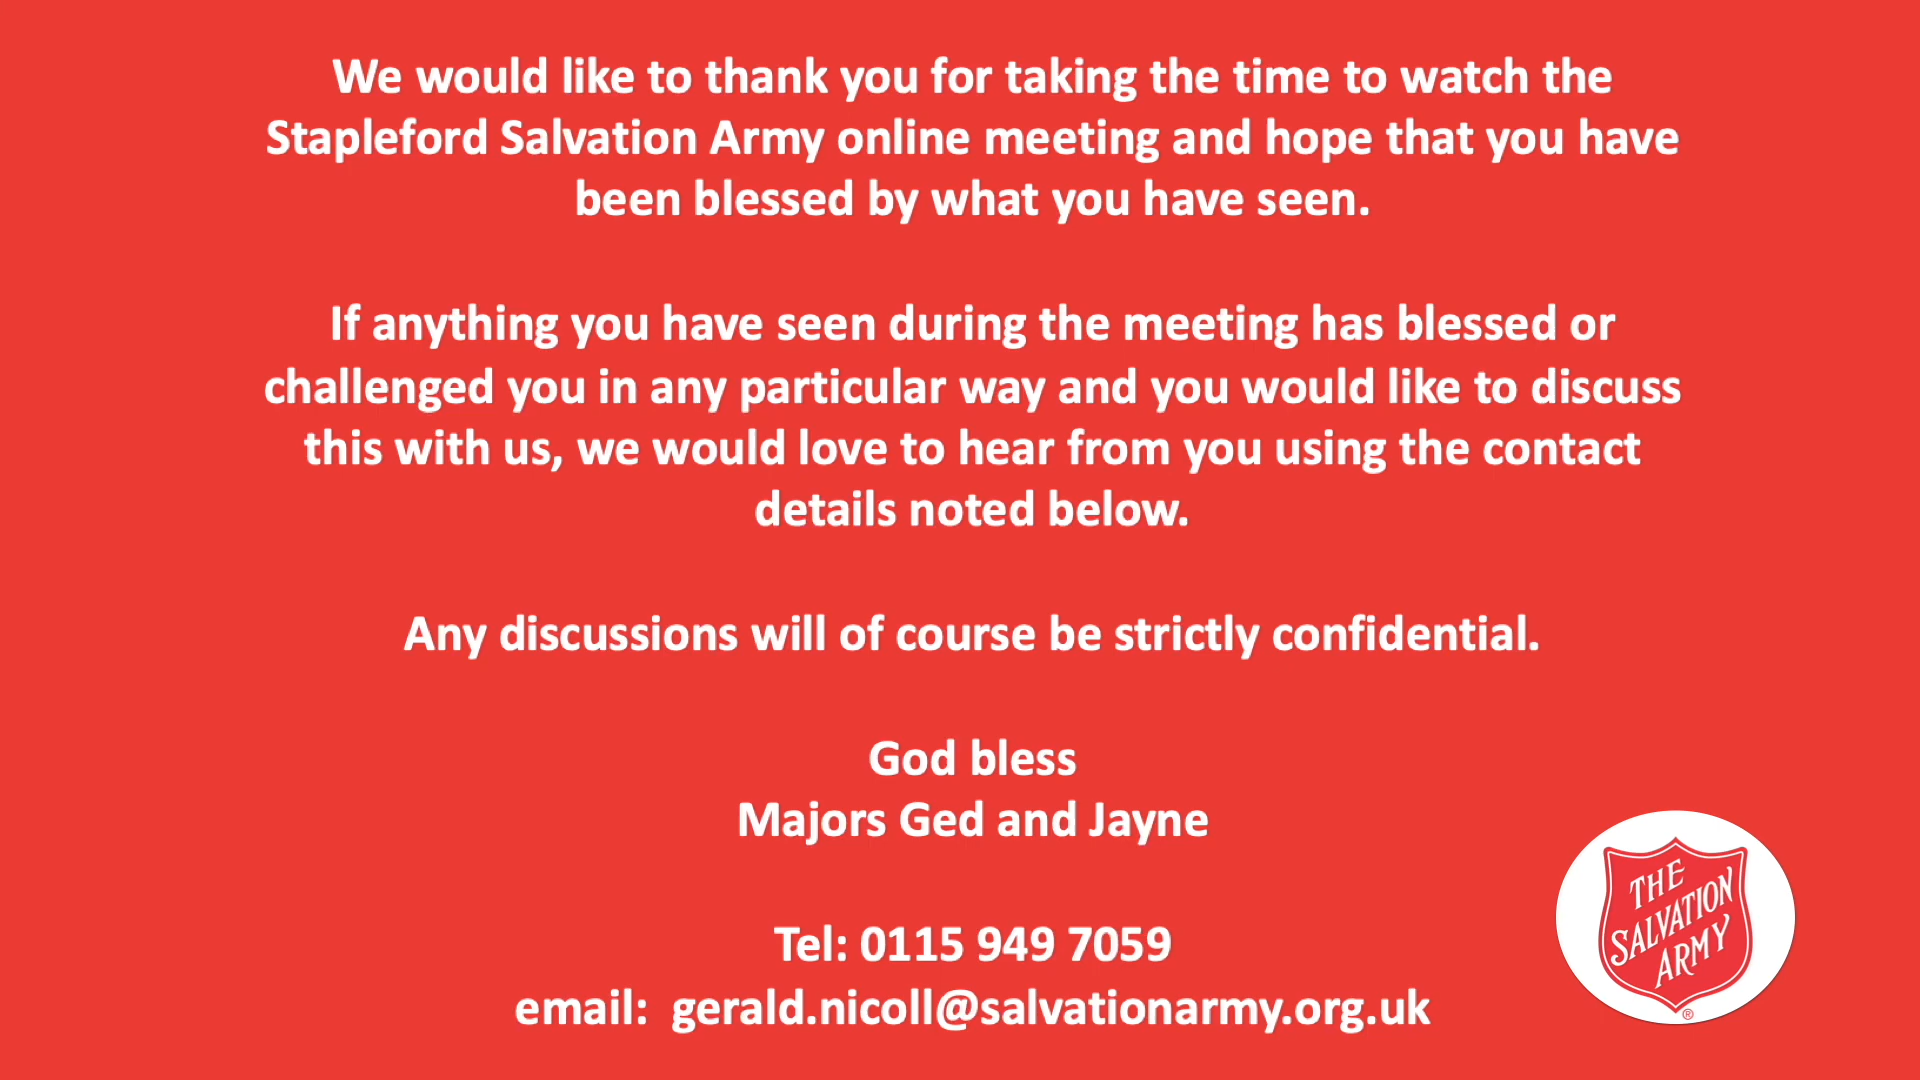 We would like to thank you for taking the time to watch the
Stapleford Salvation Army online meeting and hope that you have
been blessed by what you have seen.
If anything you have seen during the meeting has blessed or
challenged you in any particular way and you would like to discuss
this with us, we would love to hear from you using the contact
details noted below.
Any discussions will of course be strictly confidential.
God bless
Majors Ged and Jayne
Tel: 0115 949 7059
email:  gerald.nicoll@salvationarmy.org.uk
THE
SALVATION
ARMY
®